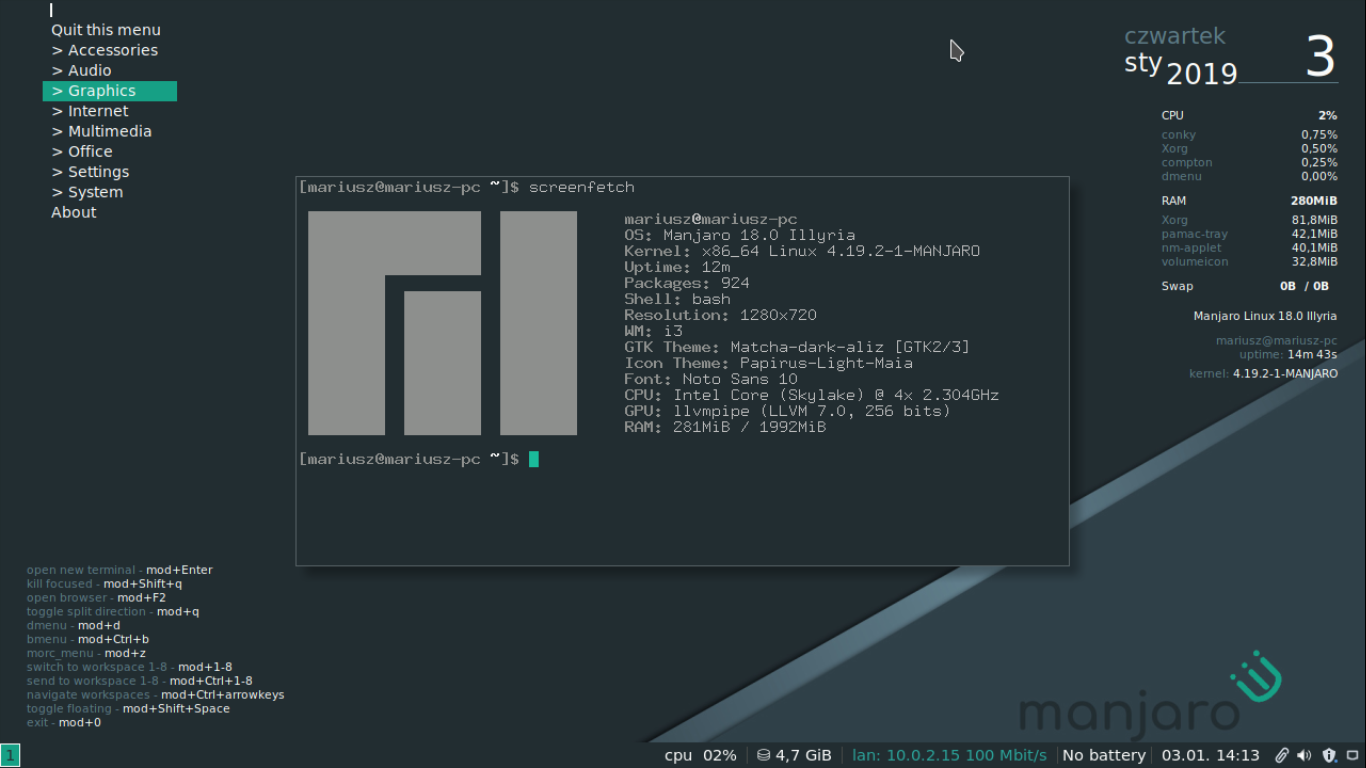 Quit this menu
> Accessories
> Audio
> Graphics
> Internet
> Multimedia
> Office
> Settings
> System
About
czwartek
sty 2019 3
CPU 2%
conky 0,75%
Xorg 0,50%
compton 0,25%
dmenu 0,00%
RAM 280MiB
Xorg 81,8MiB
pamac-tray 42,1MiB
nm-applet 40,1MiB
volumeicon 32,8MiB
Swap 0B / 0B
Manjaro Linux 18.0 Illyria
mariusz@mariusz-pc
uptime: 14m 43s
kernel: 4.19.2-1-MANJARO
[mariusz@mariusz-pc ~]$ screenfetch
mariusz@mariusz-pc
OS: Manjaro 18.0 Illyria
Kernel: x86_64 Linux 4.19.2-1-MANJARO
Uptime: 12m
Packages: 924
Shell: bash
Resolution: 1280x720
WM: i3
GTK Theme: Matcha-dark-aliz [GTK2/3]
Icon Theme: Papirus-Light-Maia
Font: Noto Sans 10
CPU: Intel Core (Skylake) @ 4x 2.304GHz
GPU: llvmpipe (LLVM 7.0, 256 bits)
RAM: 281MiB / 1992MiB
[mariusz@mariusz-pc ~]$
open new terminal - mod+Enter
kill focused - mod+Shift+q
open browser - mod+F2
toggle split direction - mod+q
dmenu - mod+d
bmenu - mod+Ctrl+b
morc_menu - mod+z
switch to workspace 1-8 - mod+1-8
send to workspace 1-8 - mod+Ctrl+1-8
navigate workspaces - mod+Ctrl+arrowkeys
toggle floating - mod+Shift+Space
exit - mod+0
manjaro
1
cpu 02% 4,7 GiB lan: 10.0.2.15 100 Mbit/s No battery 03.01. 14:13